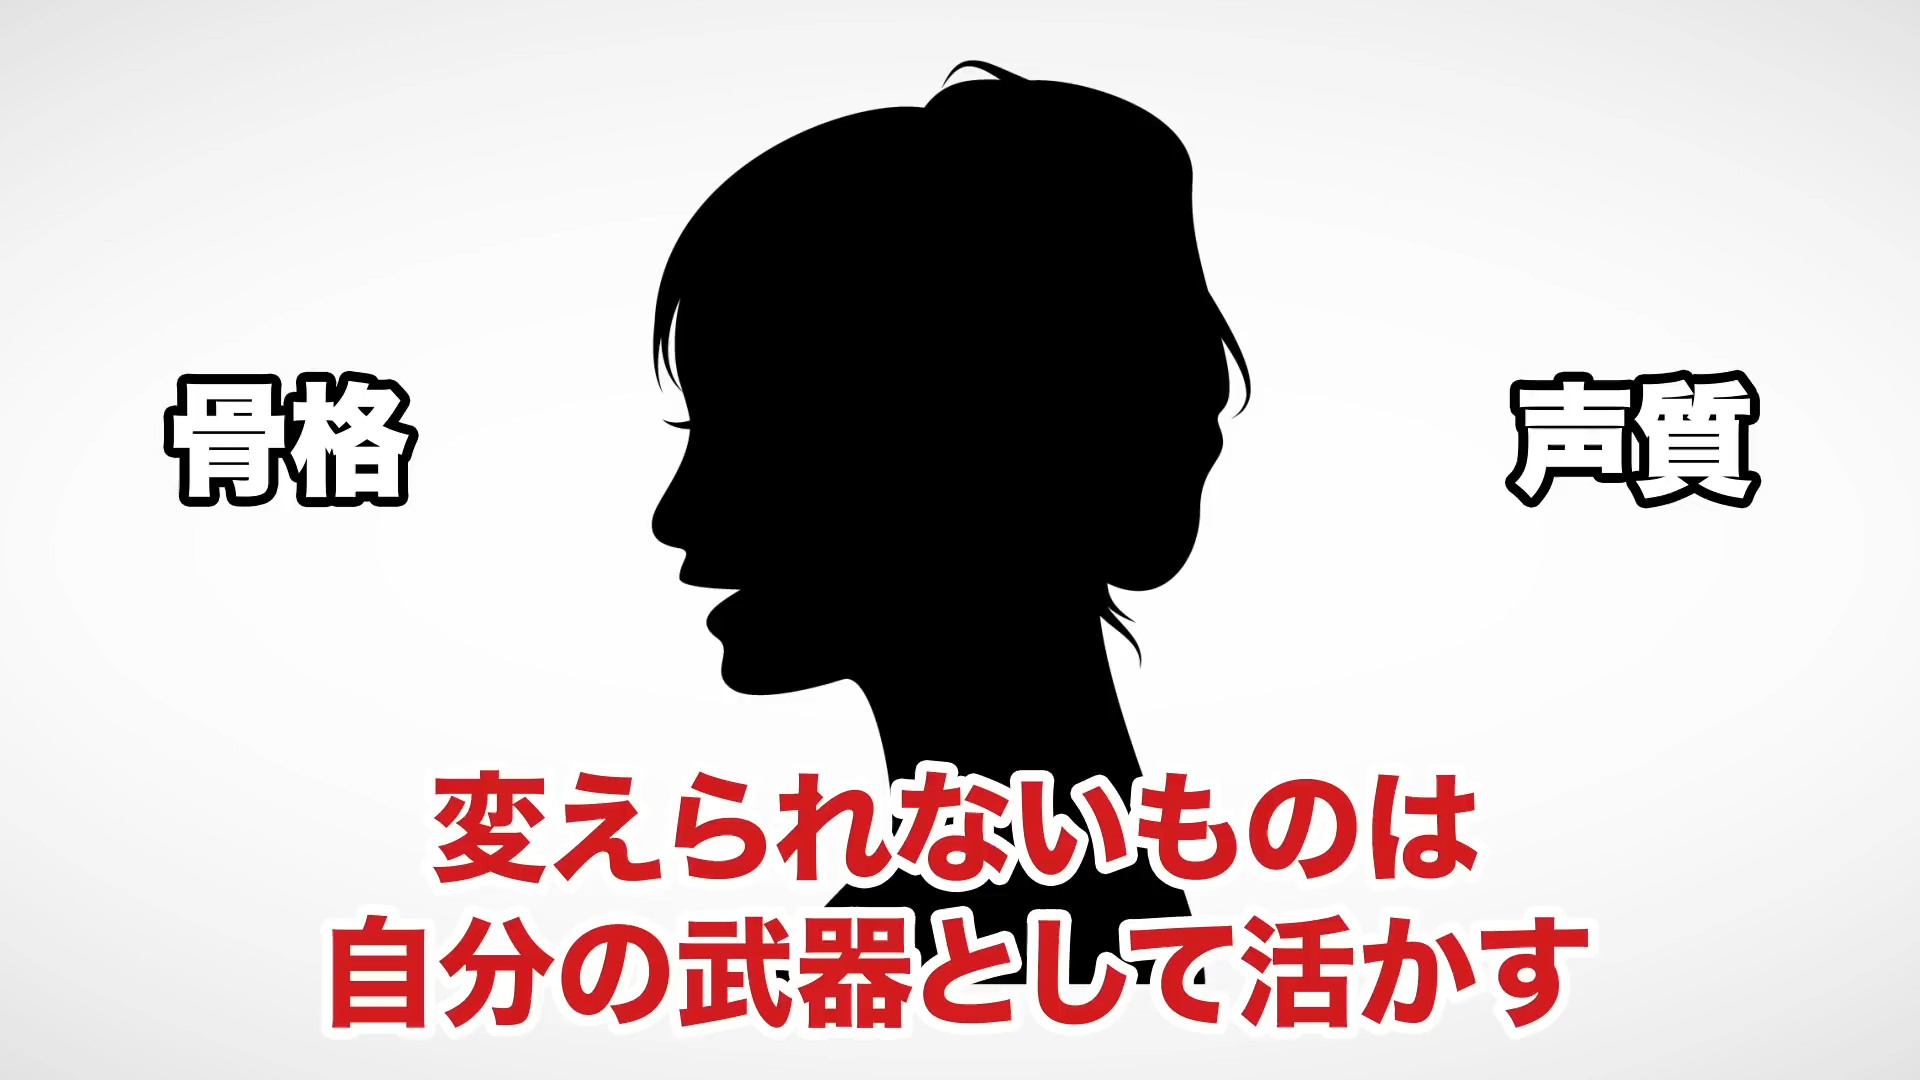 骨格
声質
変えられないものは
自分の武器として活かす